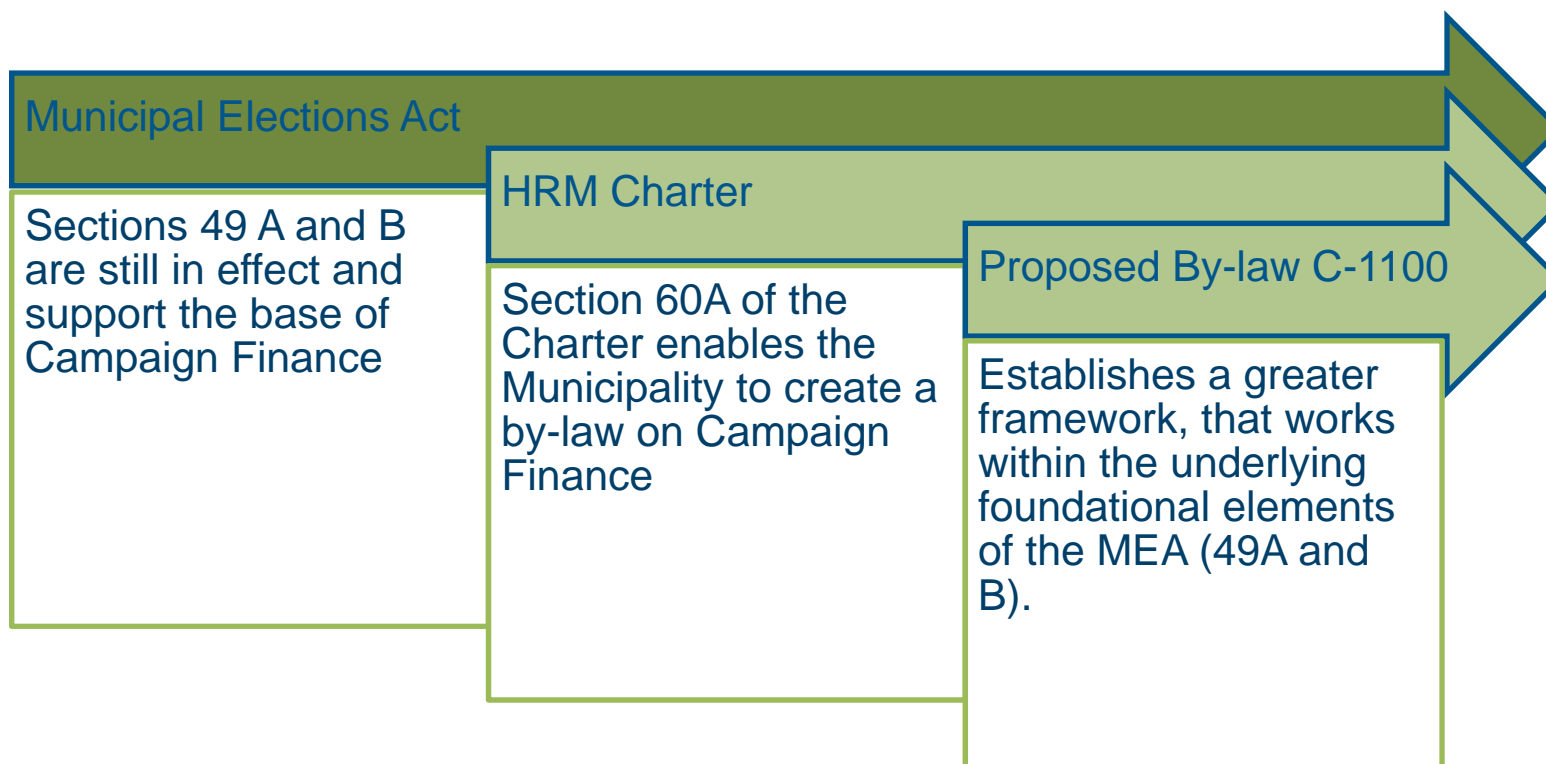 Municipal Elections Act
Sections 49 A and B
are still in effect and
support the base of
Campaign Finance
HRM Charter
Section 60A of the
Charter enables the
Municipality to create a
by-law on Campaign
Finance
Proposed By-law C-1100
Establishes a greater
framework, that works
within the underlying
foundational elements
of the MEA (49A and
B).